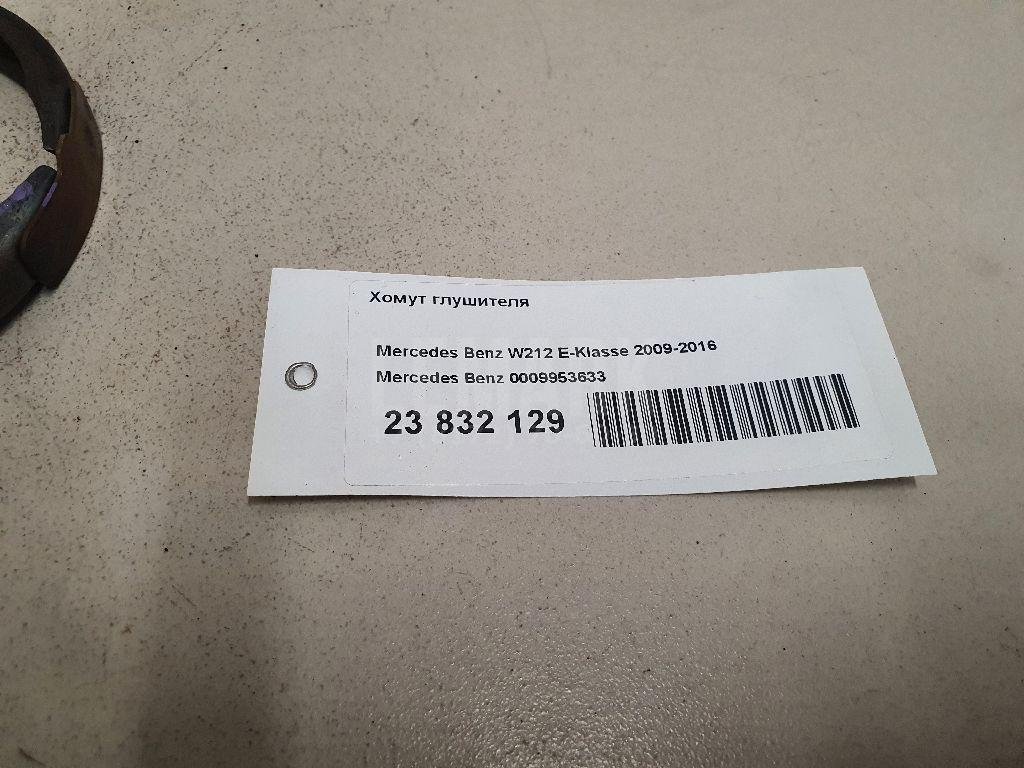 Хомут глушителя
Mercedes Benz W212 E-Klasse 2009-2016
Mercedes Benz 0009953633
23 832 129